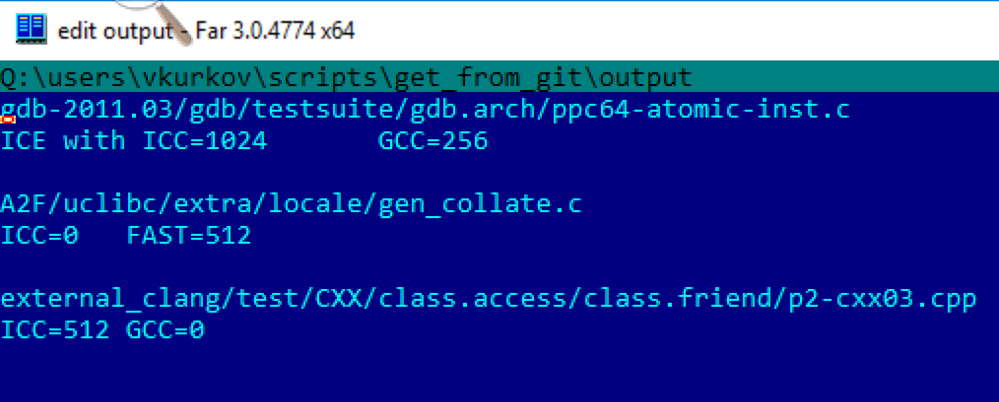 edit output - Far 3.0.4774 x64
Q:\users\vkurkov\scripts\get_from_git\output
gdb-2011.03/gdb/testsuite/gdb.arch/ppc64-atomic-inst.c
ICE with ICC=1024       GCC=256
A2F/uclibc/extra/locale/gen_collate.c
ICC=0   FAST=512
external_clang/test/CXX/class.access/class.friend/p2-cxx03.cpp
ICC=512 GCC=0